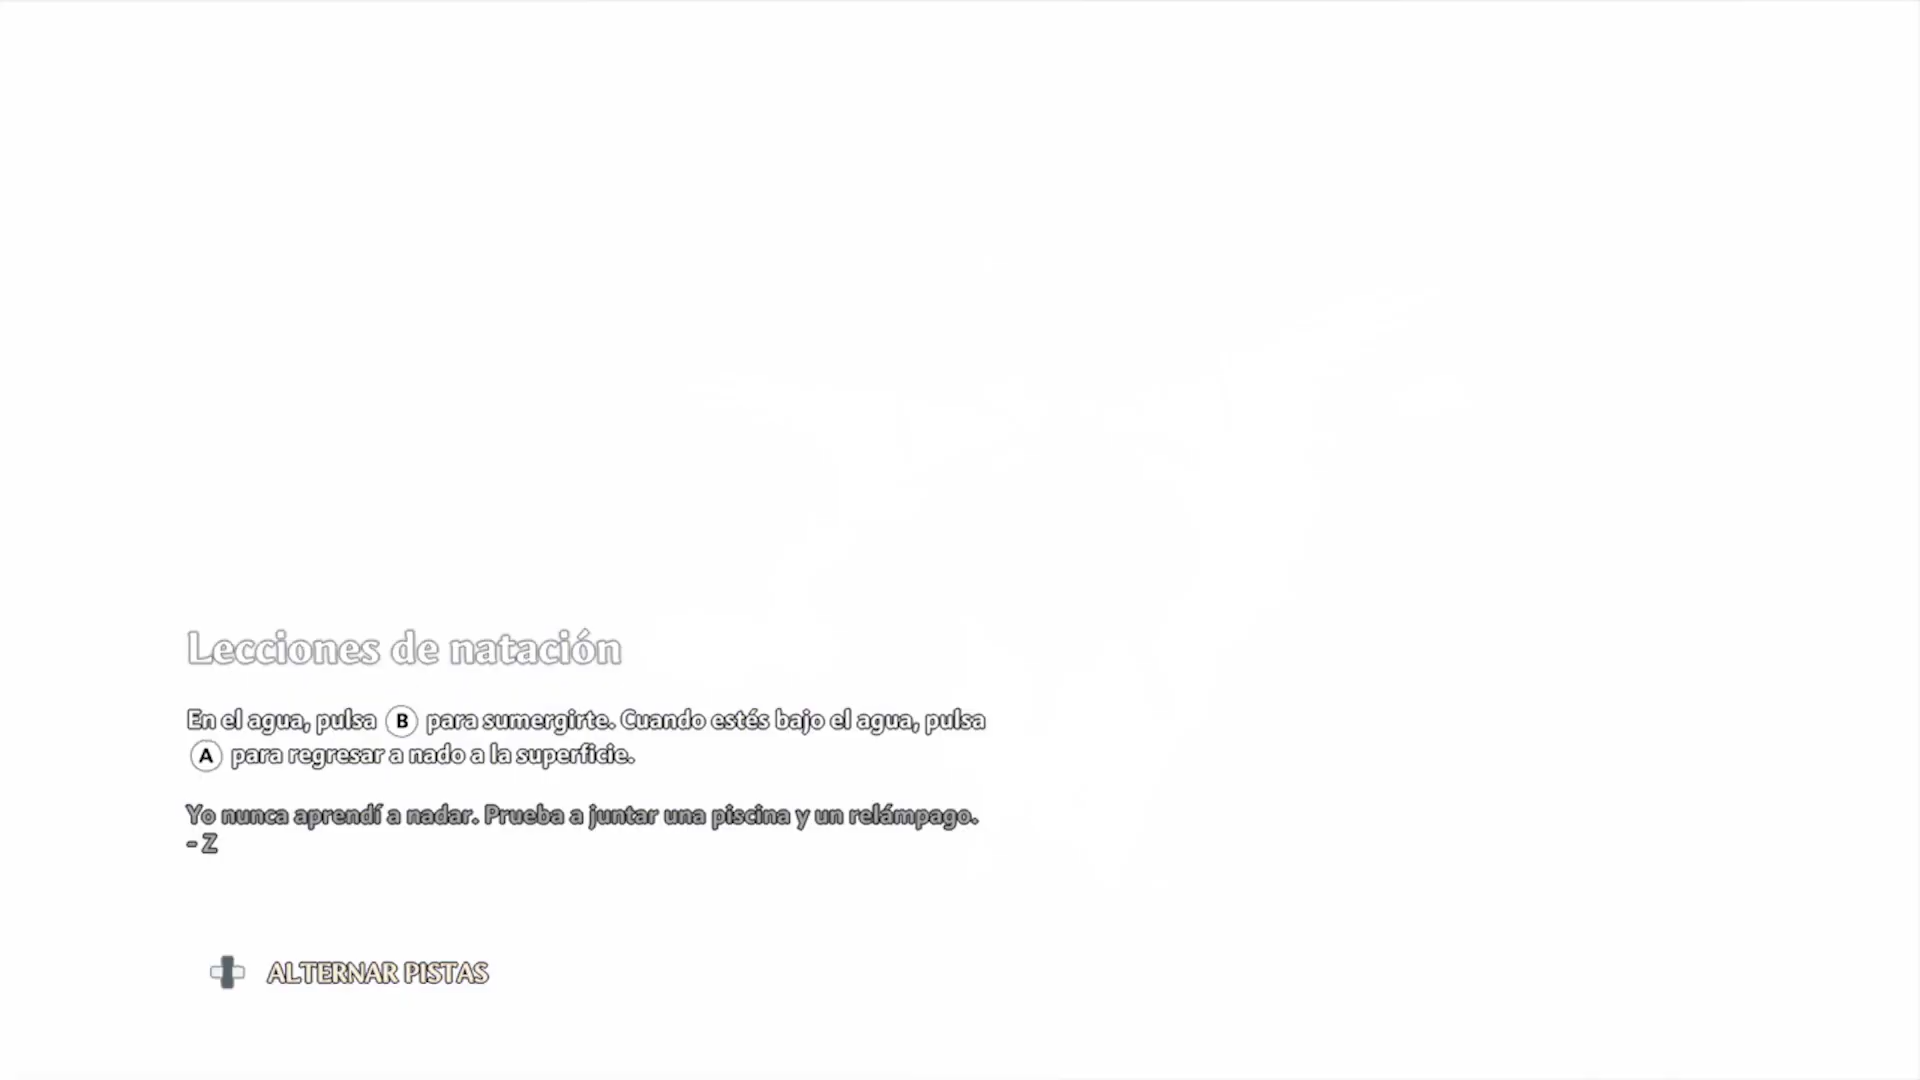 Lecciones de natación
En el agua, pulsa B para sumergirte. Cuando estés bajo el agua, pulsa
A para regresar a nado a la superficie.
Yo nunca aprendí a nadar. Prueba a juntar una piscina y un relámpago.
- Z
ALTERNAR PISTAS